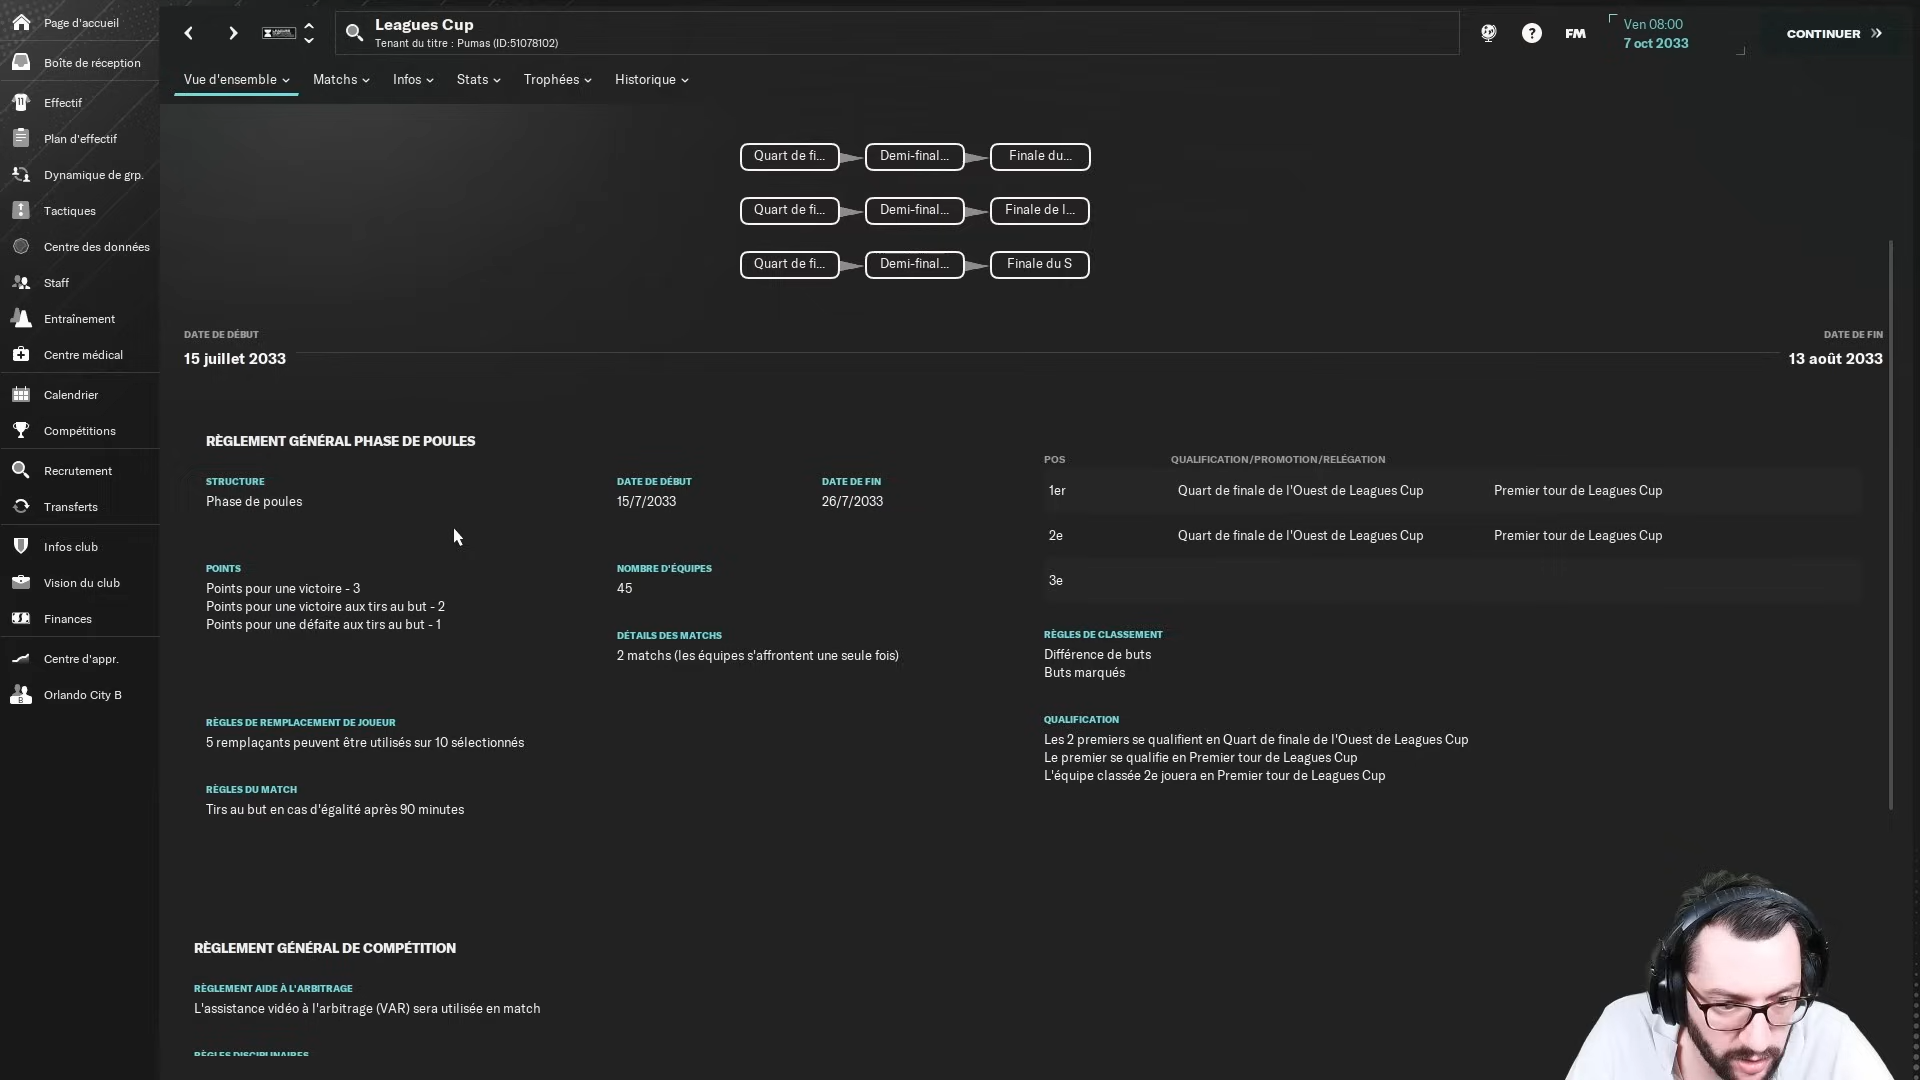 Page d'accueil
Boîte de réception
Effectif
Plan d'effectif
Dynamique de grp.
Tactiques
Centre des données
Staff
Entraînement
Centre médical
Calendrier
Compétitions
Recrutement
Transferts
Infos club
Vision du club
Finances
Centre d'appr.
Orlando City B
Leagues Cup
Tenant du titre : Pumas (ID:51078102)
FM
Ven 08:00
7 oct 2033
CONTINUER
Vue d'ensemble
Matchs
Infos
Stats
Trophées
Historique
Quart de fi... Demi-final... Finale du...
Quart de fi... Demi-final... Finale de l...
Quart de fi... Demi-final... Finale du S
DATE DE DÉBUT
15 juillet 2033
DATE DE FIN
13 août 2033
RÈGLEMENT GÉNÉRAL PHASE DE POULES
STRUCTURE
Phase de poules
DATE DE DÉBUT
15/7/2033
DATE DE FIN
26/7/2033
POINTS
Points pour une victoire - 3
Points pour une victoire aux tirs au but - 2
Points pour une défaite aux tirs au but - 1
NOMBRE D'ÉQUIPES
45
DÉTAILS DES MATCHS
2 matchs (les équipes s'affrontent une seule fois)
RÈGLES DE REMPLACEMENT DE JOUEUR
5 remplaçants peuvent être utilisés sur 10 sélectionnés
RÈGLES DU MATCH
Tirs au but en cas d'égalité après 90 minutes
POS QUALIFICATION/PROMOTION/RELÉGATION
1er Quart de finale de l'Ouest de Leagues Cup Premier tour de Leagues Cup
2e Quart de finale de l'Ouest de Leagues Cup Premier tour de Leagues Cup
3e
RÈGLES DE CLASSEMENT
Différence de buts
Buts marqués
QUALIFICATION
Les 2 premiers se qualifient en Quart de finale de l'Ouest de Leagues Cup
Le premier se qualifie en Premier tour de Leagues Cup
L'équipe classée 2e jouera en Premier tour de Leagues Cup
RÈGLEMENT GÉNÉRAL DE COMPÉTITION
RÈGLEMENT AIDE À L'ARBITRAGE
L'assistance vidéo à l'arbitrage (VAR) sera utilisée en match
RÈGLES DISCIPLINAIRES